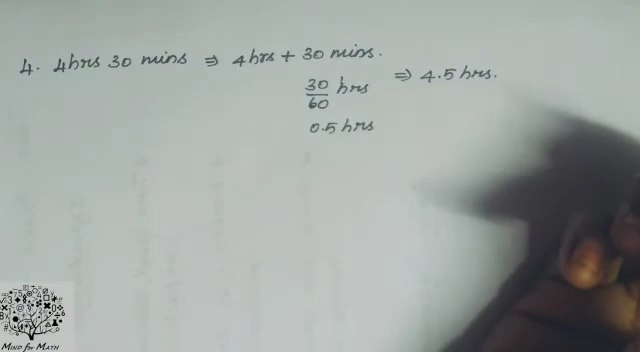 4. 4hrs 30 mins ⇒ 4hrs + 30 mins.
30/60 hrs ⇒ 4.5 hrs.
0.5 hrs
MIND for MATH